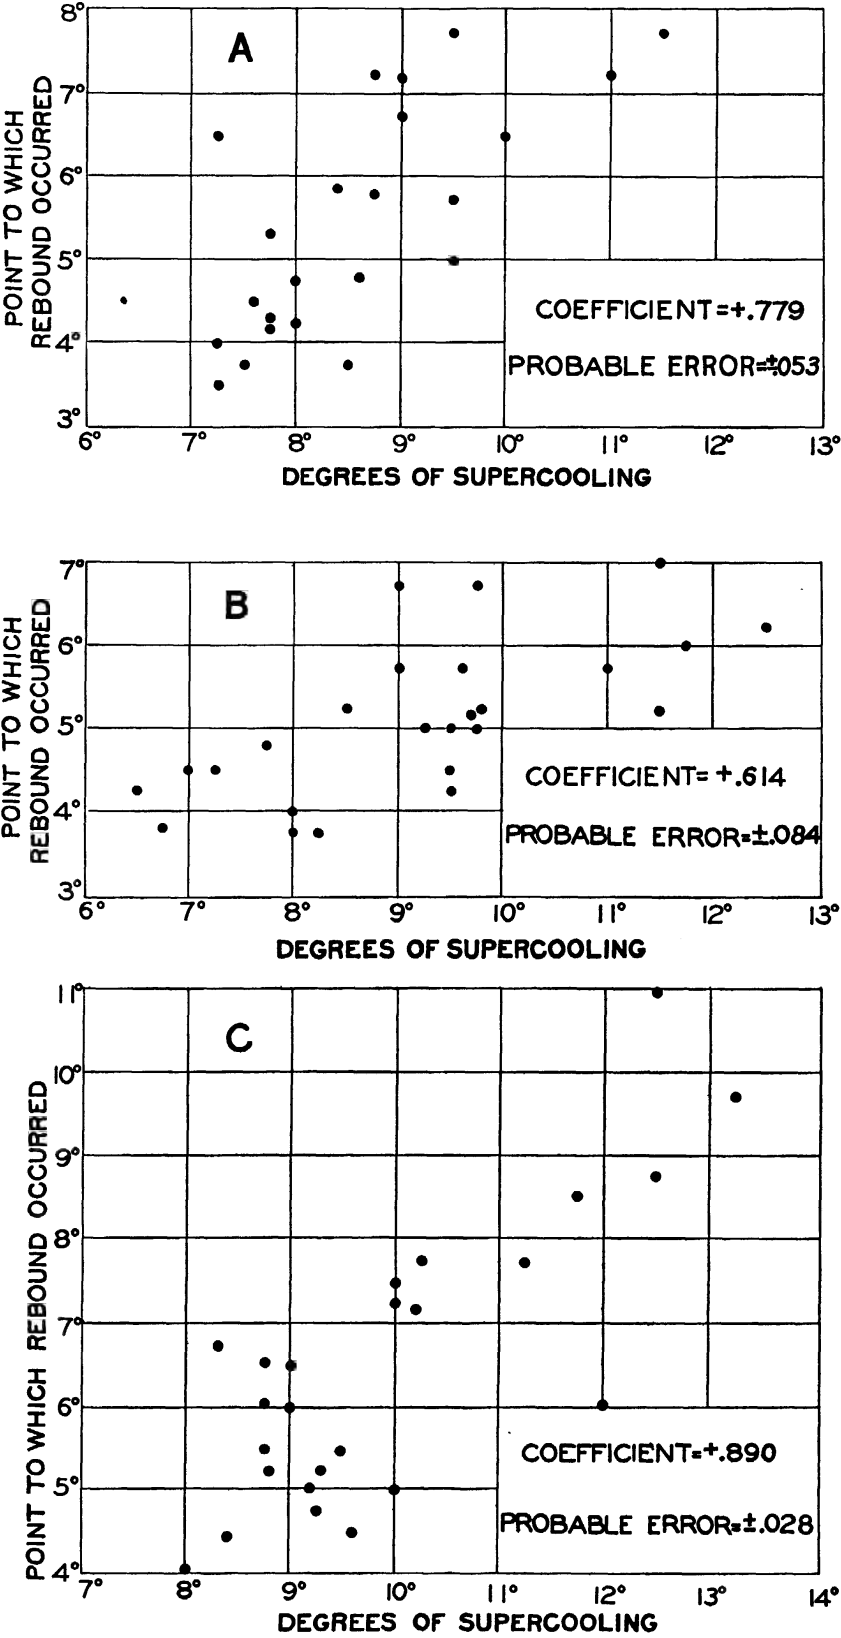 A
POINT TO WHICH
REBOUND OCCURRED
8°
7°
6°
5°
4°
3°
COEFFICIENT=+.779
PROBABLE ERROR=±.053
6° 7° 8° 9° 10° 11° 12° 13°
DEGREES OF SUPERCOOLING
B
POINT TO WHICH
REBOUND OCCURRED
7°
6°
5°
4°
3°
COEFFICIENT=+.614
PROBABLE ERROR=±.084
6° 7° 8° 9° 10° 11° 12° 13°
DEGREES OF SUPERCOOLING
C
POINT TO WHICH REBOUND OCCURRED
11°
10°
9°
8°
7°
6°
5°
4°
COEFFICIENT=+.890
PROBABLE ERROR=±.028
7° 8° 9° 10° 11° 12° 13° 14°
DEGREES OF SUPERCOOLING